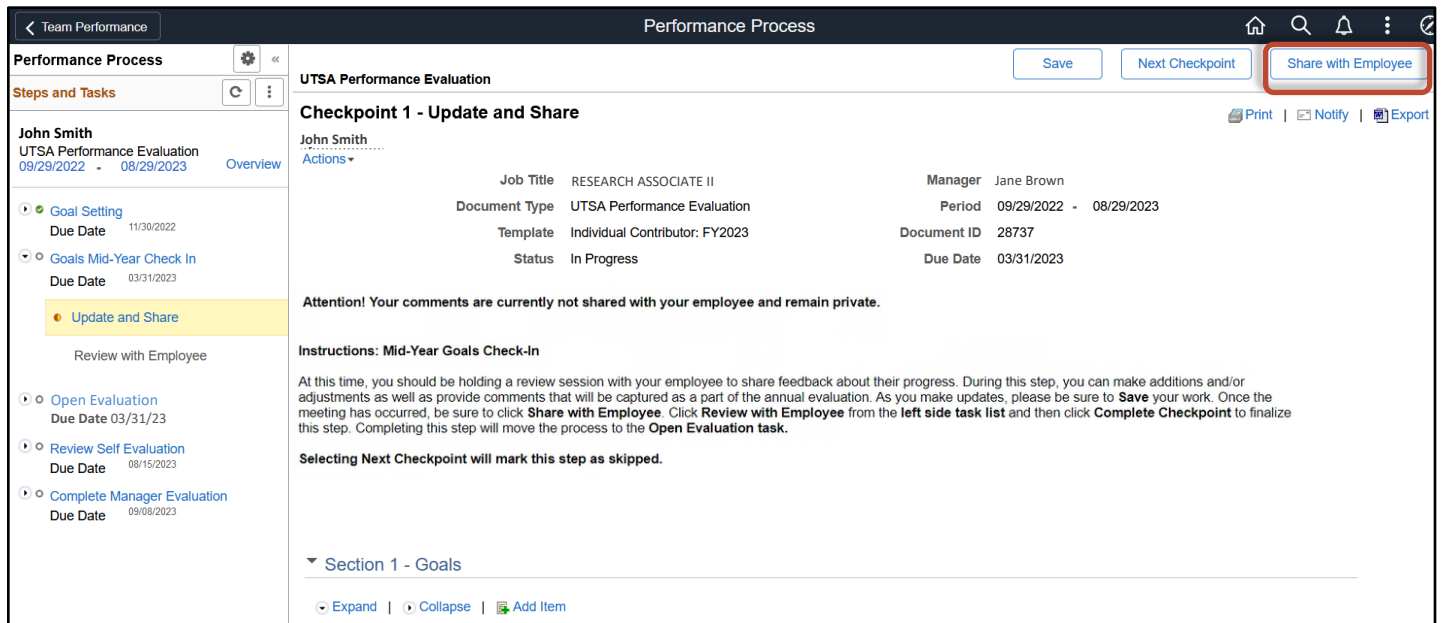 Team Performance
Performance Process
Performance Process
«
Steps and Tasks
John Smith
UTSA Performance Evaluation
09/29/2022 - 08/29/2023 Overview
Goal Setting
Due Date 11/30/2022
Goals Mid-Year Check In
Due Date 03/31/2023
Update and Share
Review with Employee
Open Evaluation
Due Date 03/31/23
Review Self Evaluation
Due Date 08/15/2023
Complete Manager Evaluation
Due Date 09/08/2023
Save Next Checkpoint Share with Employee
UTSA Performance Evaluation
Checkpoint 1 - Update and Share
Print | Notify | Export
John Smith
Actions
Job Title RESEARCH ASSOCIATE II Manager Jane Brown
Document Type UTSA Performance Evaluation Period 09/29/2022 - 08/29/2023
Template Individual Contributor: FY2023 Document ID 28737
Status In Progress Due Date 03/31/2023
Attention! Your comments are currently not shared with your employee and remain private.
Instructions: Mid-Year Goals Check-In
At this time, you should be holding a review session with your employee to share feedback about their progress. During this step, you can make additions and/or
adjustments as well as provide comments that will be captured as a part of the annual evaluation. As you make updates, please be sure to Save your work. Once the
meeting has occurred, be sure to click Share with Employee. Click Review with Employee from the left side task list and then click Complete Checkpoint to finalize
this step. Completing this step will move the process to the Open Evaluation task.
Selecting Next Checkpoint will mark this step as skipped.
Section 1 - Goals
Expand | Collapse | Add Item